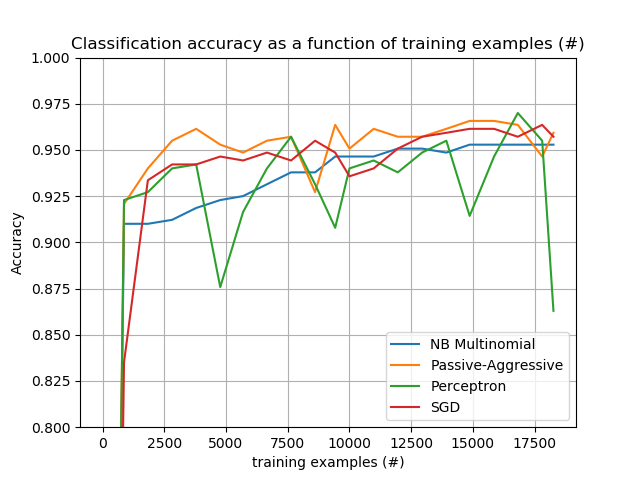 Classification accuracy as a function of training examples (#)
1.000
0.975
0.950
0.925
0.900
0.875
0.850
0.825
0.800
Accuracy
NB Multinomial
Passive-Aggressive
Perceptron
SGD
0 2500 5000 7500 10000 12500 15000 17500
training examples (#)